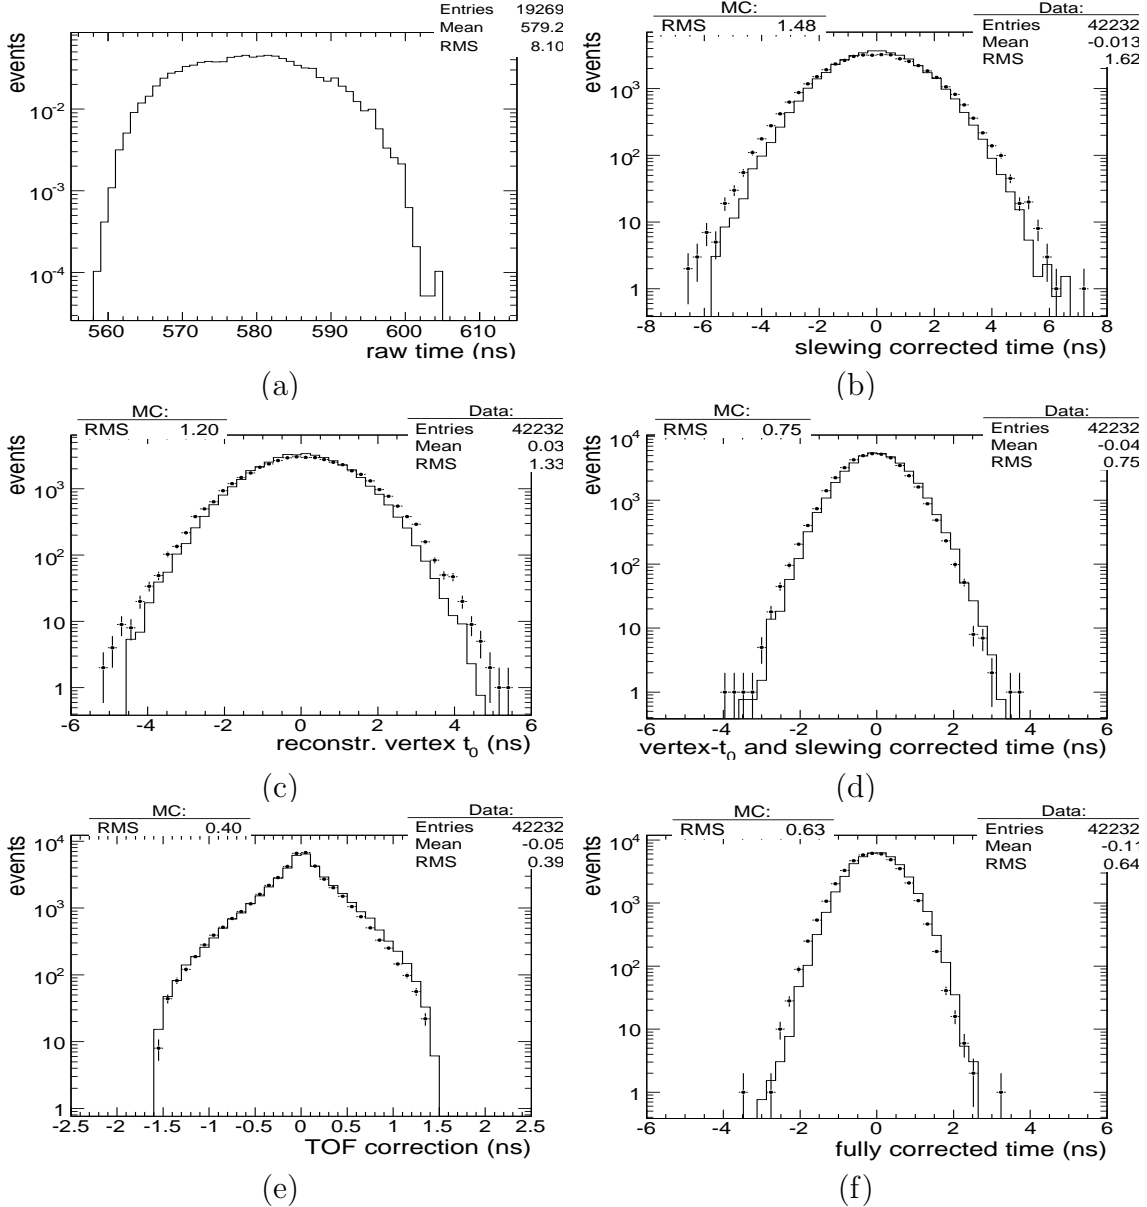 Entries 19269
Mean 579.2
RMS 8.10
events
10⁻²
10⁻³
10⁻⁴
560 570 580 590 600 610
raw time (ns)
(a)
MC:
RMS 1.48
Data:
Entries 42232
Mean -0.013
RMS 1.62
events
10³
10²
10
1
-8 -6 -4 -2 0 2 4 6 8
slewing corrected time (ns)
(b)
MC:
RMS 1.20
Data:
Entries 42232
Mean 0.03
RMS 1.33
events
10³
10²
10
1
-6 -4 -2 0 2 4 6
reconstr. vertex t₀ (ns)
(c)
MC:
RMS 0.75
Data:
Entries 42232
Mean -0.04
RMS 0.75
events
10⁴
10³
10²
10
1
-6 -4 -2 0 2 4 6
vertex-t₀ and slewing corrected time (ns)
(d)
MC:
RMS 0.40
Data:
Entries 42232
Mean -0.05
RMS 0.39
events
10⁴
10³
10²
10
1
-2.5 -2 -1.5 -1 -0.5 0 0.5 1 1.5 2 2.5
TOF correction (ns)
(e)
MC:
RMS 0.63
Data:
Entries 42232
Mean -0.11
RMS 0.64
events
10⁴
10³
10²
10
1
-6 -4 -2 0 2 4 6
fully corrected time (ns)
(f)